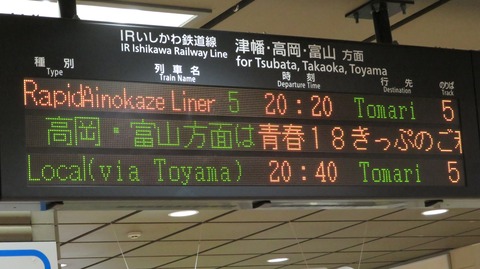 IRいしかわ鉄道線 津幡・高岡・富山 方面
IR Ishikawa Railway Line for Tsubata, Takaoka, Toyama
種別 列車名 時刻 行先 のりば
Type Train Name Departure Time Destination Track
Rapid Ainokaze Liner 5 20:20 Tomari 5
高岡・富山方面は青春18きっぷのご
Local(via Toyama) 20:40 Tomari 5